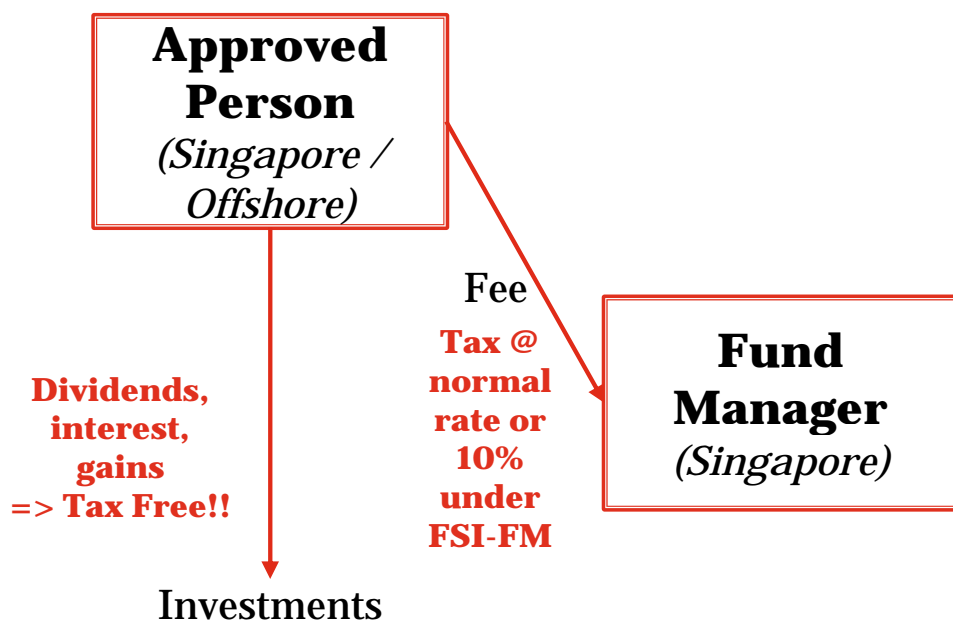 Approved
Person
(Singapore /
Offshore)
Fee
Tax @
normal
rate or
10%
under
FSI-FM
Fund
Manager
(Singapore)
Dividends,
interest,
gains
=> Tax Free!!
Investments